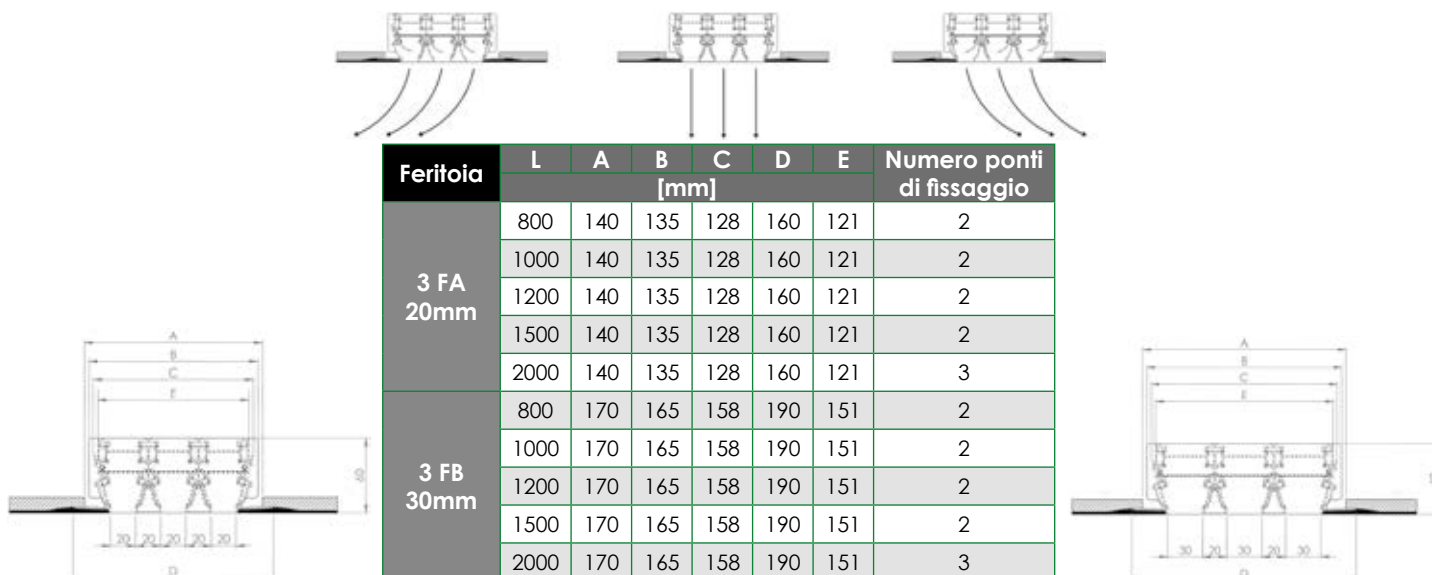 Feritoia L A B C D E Numero ponti di fissaggio
[mm]
3 FA 20mm
800 140 135 128 160 121 2
1000 140 135 128 160 121 2
1200 140 135 128 160 121 2
1500 140 135 128 160 121 2
2000 140 135 128 160 121 3
3 FB 30mm
800 170 165 158 190 151 2
1000 170 165 158 190 151 2
1200 170 165 158 190 151 2
1500 170 165 158 190 151 2
2000 170 165 158 190 151 3
A
B
C
60
20 20 20 20 20
D
A
B
C
E
30 20 30 20 30
D